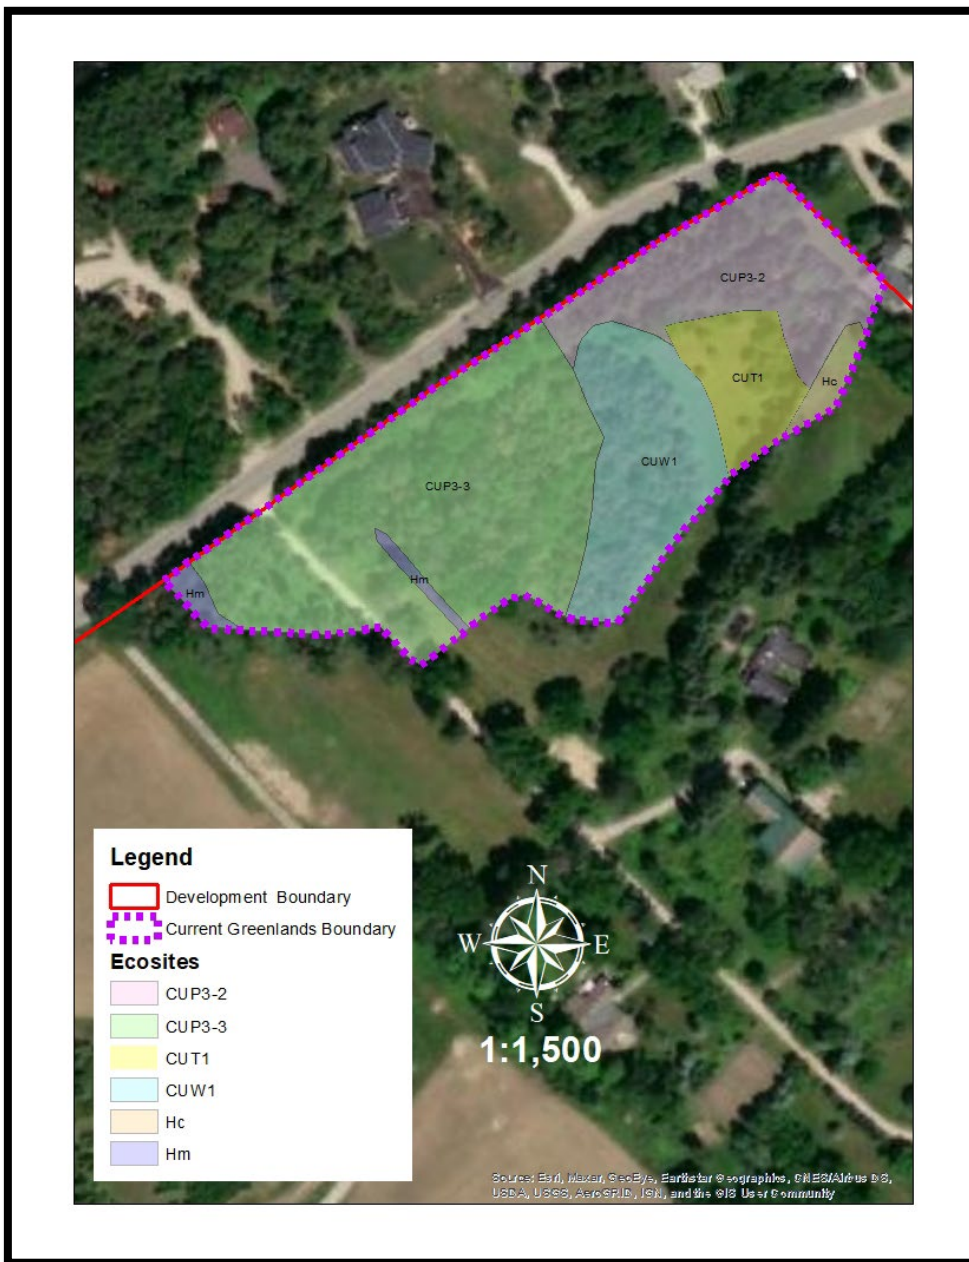 CUP3-2
CUT1
Hc
CUW1
CUP3-3
Hm
Hm
Legend
Development Boundary
Current Greenlands Boundary
Ecosites
CUP3-2
CUP3-3
CUT1
CUW1
Hc
Hm
N
W E
S
1:1,500
Source: Esri, Maxar, GeoEye, Earthstar Geographics, CNES/Airbus DS,
USDA, USGS, AeroGRID, IGN, and the GIS User Community